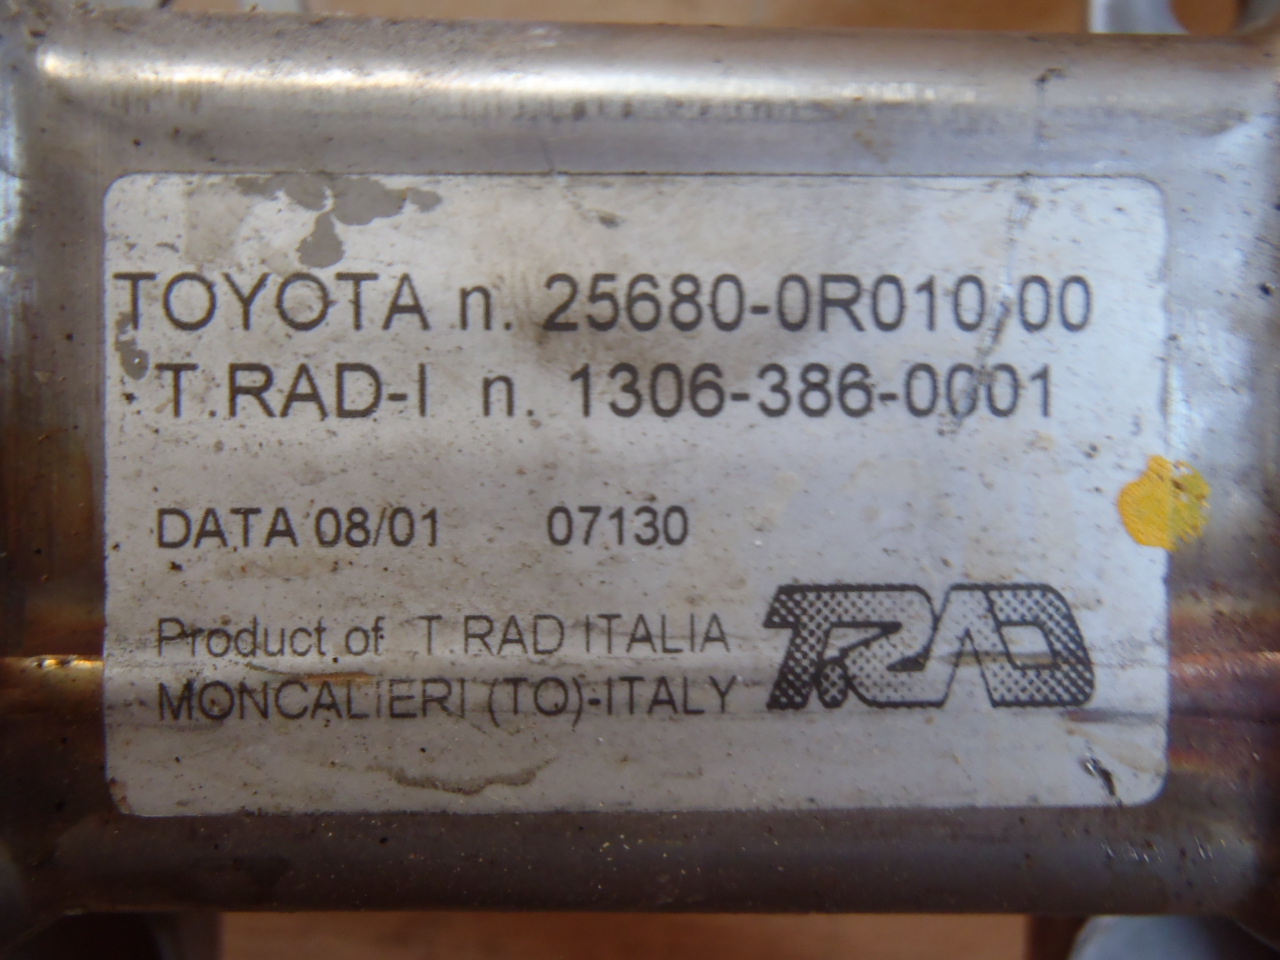 TOYOTA n. 25680-0R010 00
T.RAD-I n. 1306-386-0001
DATA 08/01 07130
Product of T.RAD ITALIA
MONCALIERI (TO)-ITALY
T.RAD